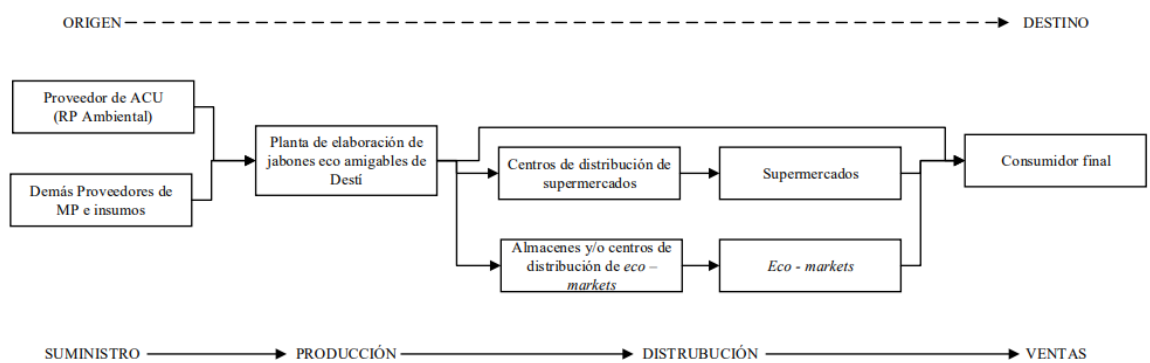 ORIGEN
DESTINO
Proveedor de ACU
(RP Ambiental)
Demás Proveedores de
MP e insumos
Planta de elaboración de
jabones eco amigables de
Destí
Centros de distribución de
supermercados
Supermercados
Almacenes y/o centros de
distribución de eco –
markets
Eco - markets
Consumidor final
SUMINISTRO
PRODUCCIÓN
DISTRUBUCIÓN
VENTAS